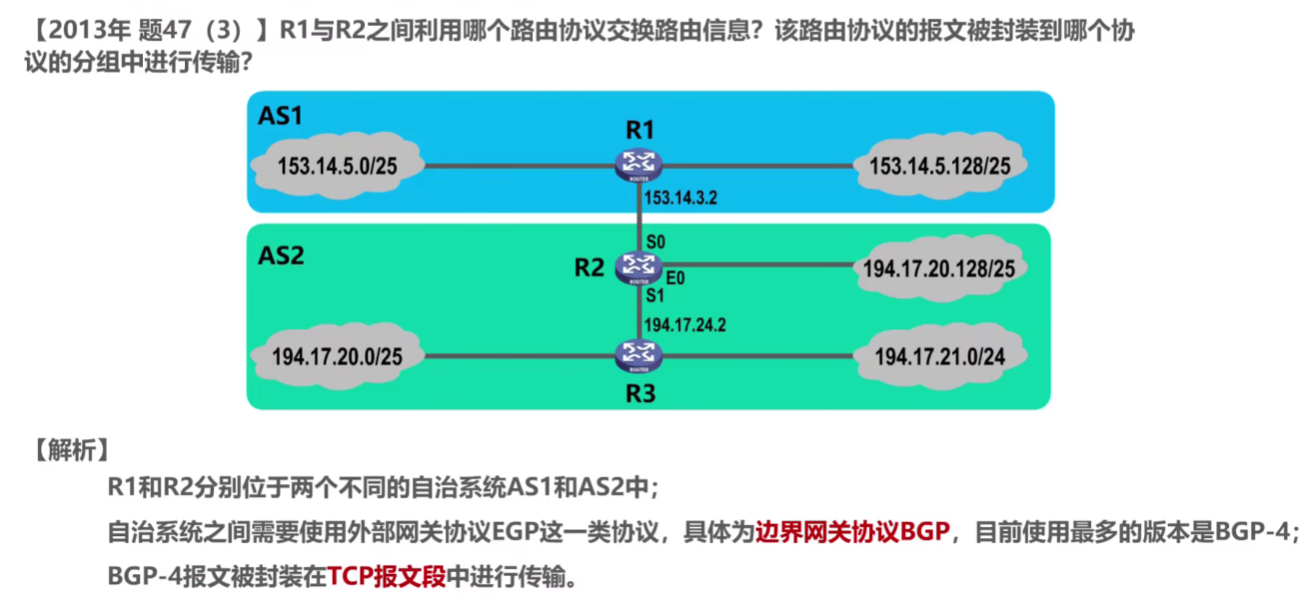 【2013年 题47（3）】R1与R2之间利用哪个路由协议交换路由信息？该路由协议的报文被封装到哪个协
议的分组中进行传输？
AS1
R1
153.14.5.0/25
153.14.5.128/25
ROUTER
153.14.3.2
AS2
S0
R2
194.17.20.128/25
ROUTER
E0
S1
194.17.24.2
194.17.20.0/25
194.17.21.0/24
ROUTER
R3
【解析】
R1和R2分别位于两个不同的自治系统AS1和AS2中；
自治系统之间需要使用外部网关协议EGP这一类协议，具体为边界网关协议BGP，目前使用最多的版本是BGP-4；
BGP-4报文被封装在TCP报文段中进行传输。